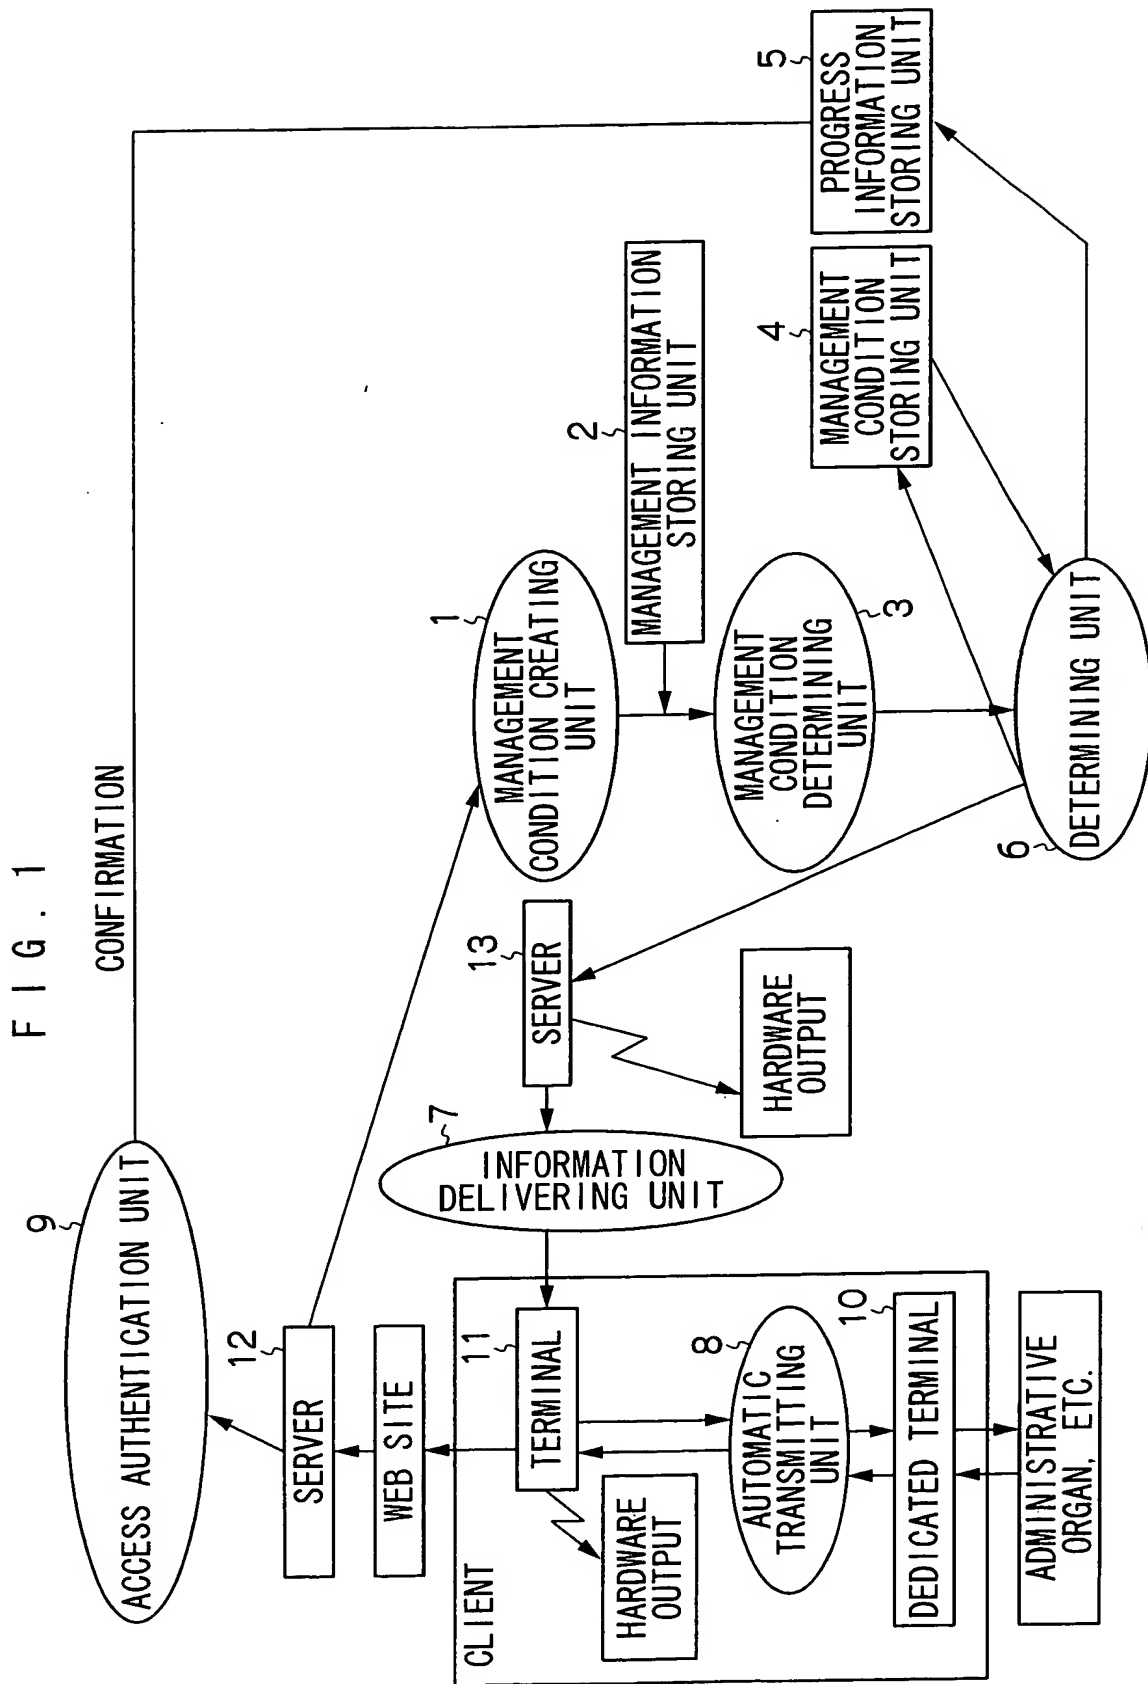 FIG.1
CONFIRMATION
9
ACCESS AUTHENTICATION UNIT
12
SERVER
WEB SITE
CLIENT
11
TERMINAL
HARDWARE
OUTPUT
8
AUTOMATIC
TRANSMITTING
UNIT
10
DEDICATED TERMINAL
ADMINISTRATIVE
ORGAN, ETC.
7
INFORMATION
DELIVERING UNIT
13
SERVER
HARDWARE
OUTPUT
1
MANAGEMENT
CONDITION CREATING
UNIT
2
MANAGEMENT INFORMATION
STORING UNIT
3
MANAGEMENT
CONDITION
DETERMINING
UNIT
6
DETERMINING UNIT
4
MANAGEMENT
CONDITION
STORING UNIT
5
PROGRESS
INFORMATION
STORING UNIT